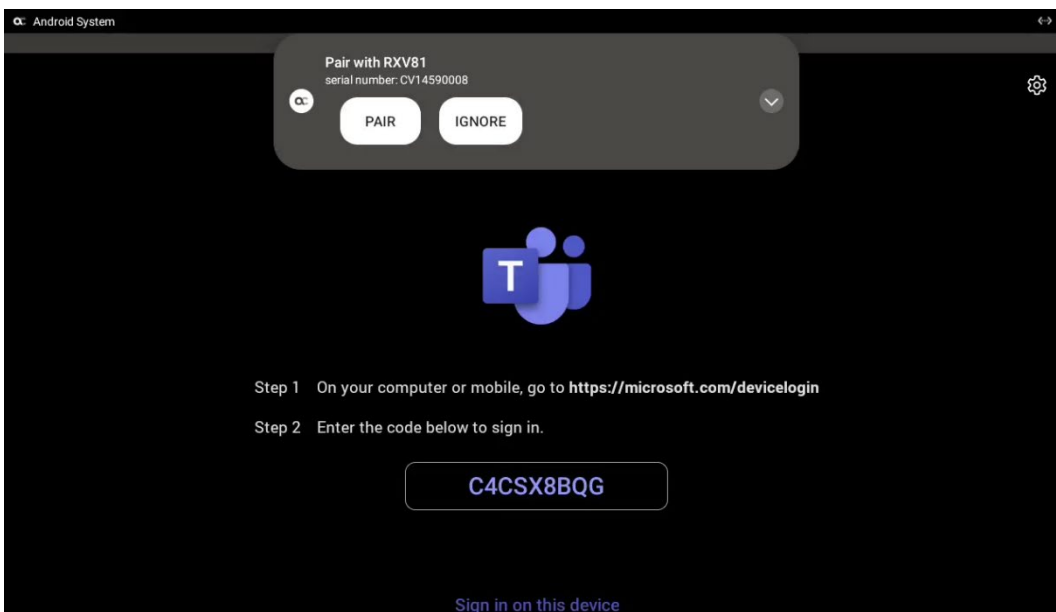 Android System
Pair with RXV81
serial number: CV14590008
PAIR IGNORE
T
Step 1 On your computer or mobile, go to https://microsoft.com/devicelogin
Step 2 Enter the code below to sign in.
C4CSX8BQG
Sign in on this device